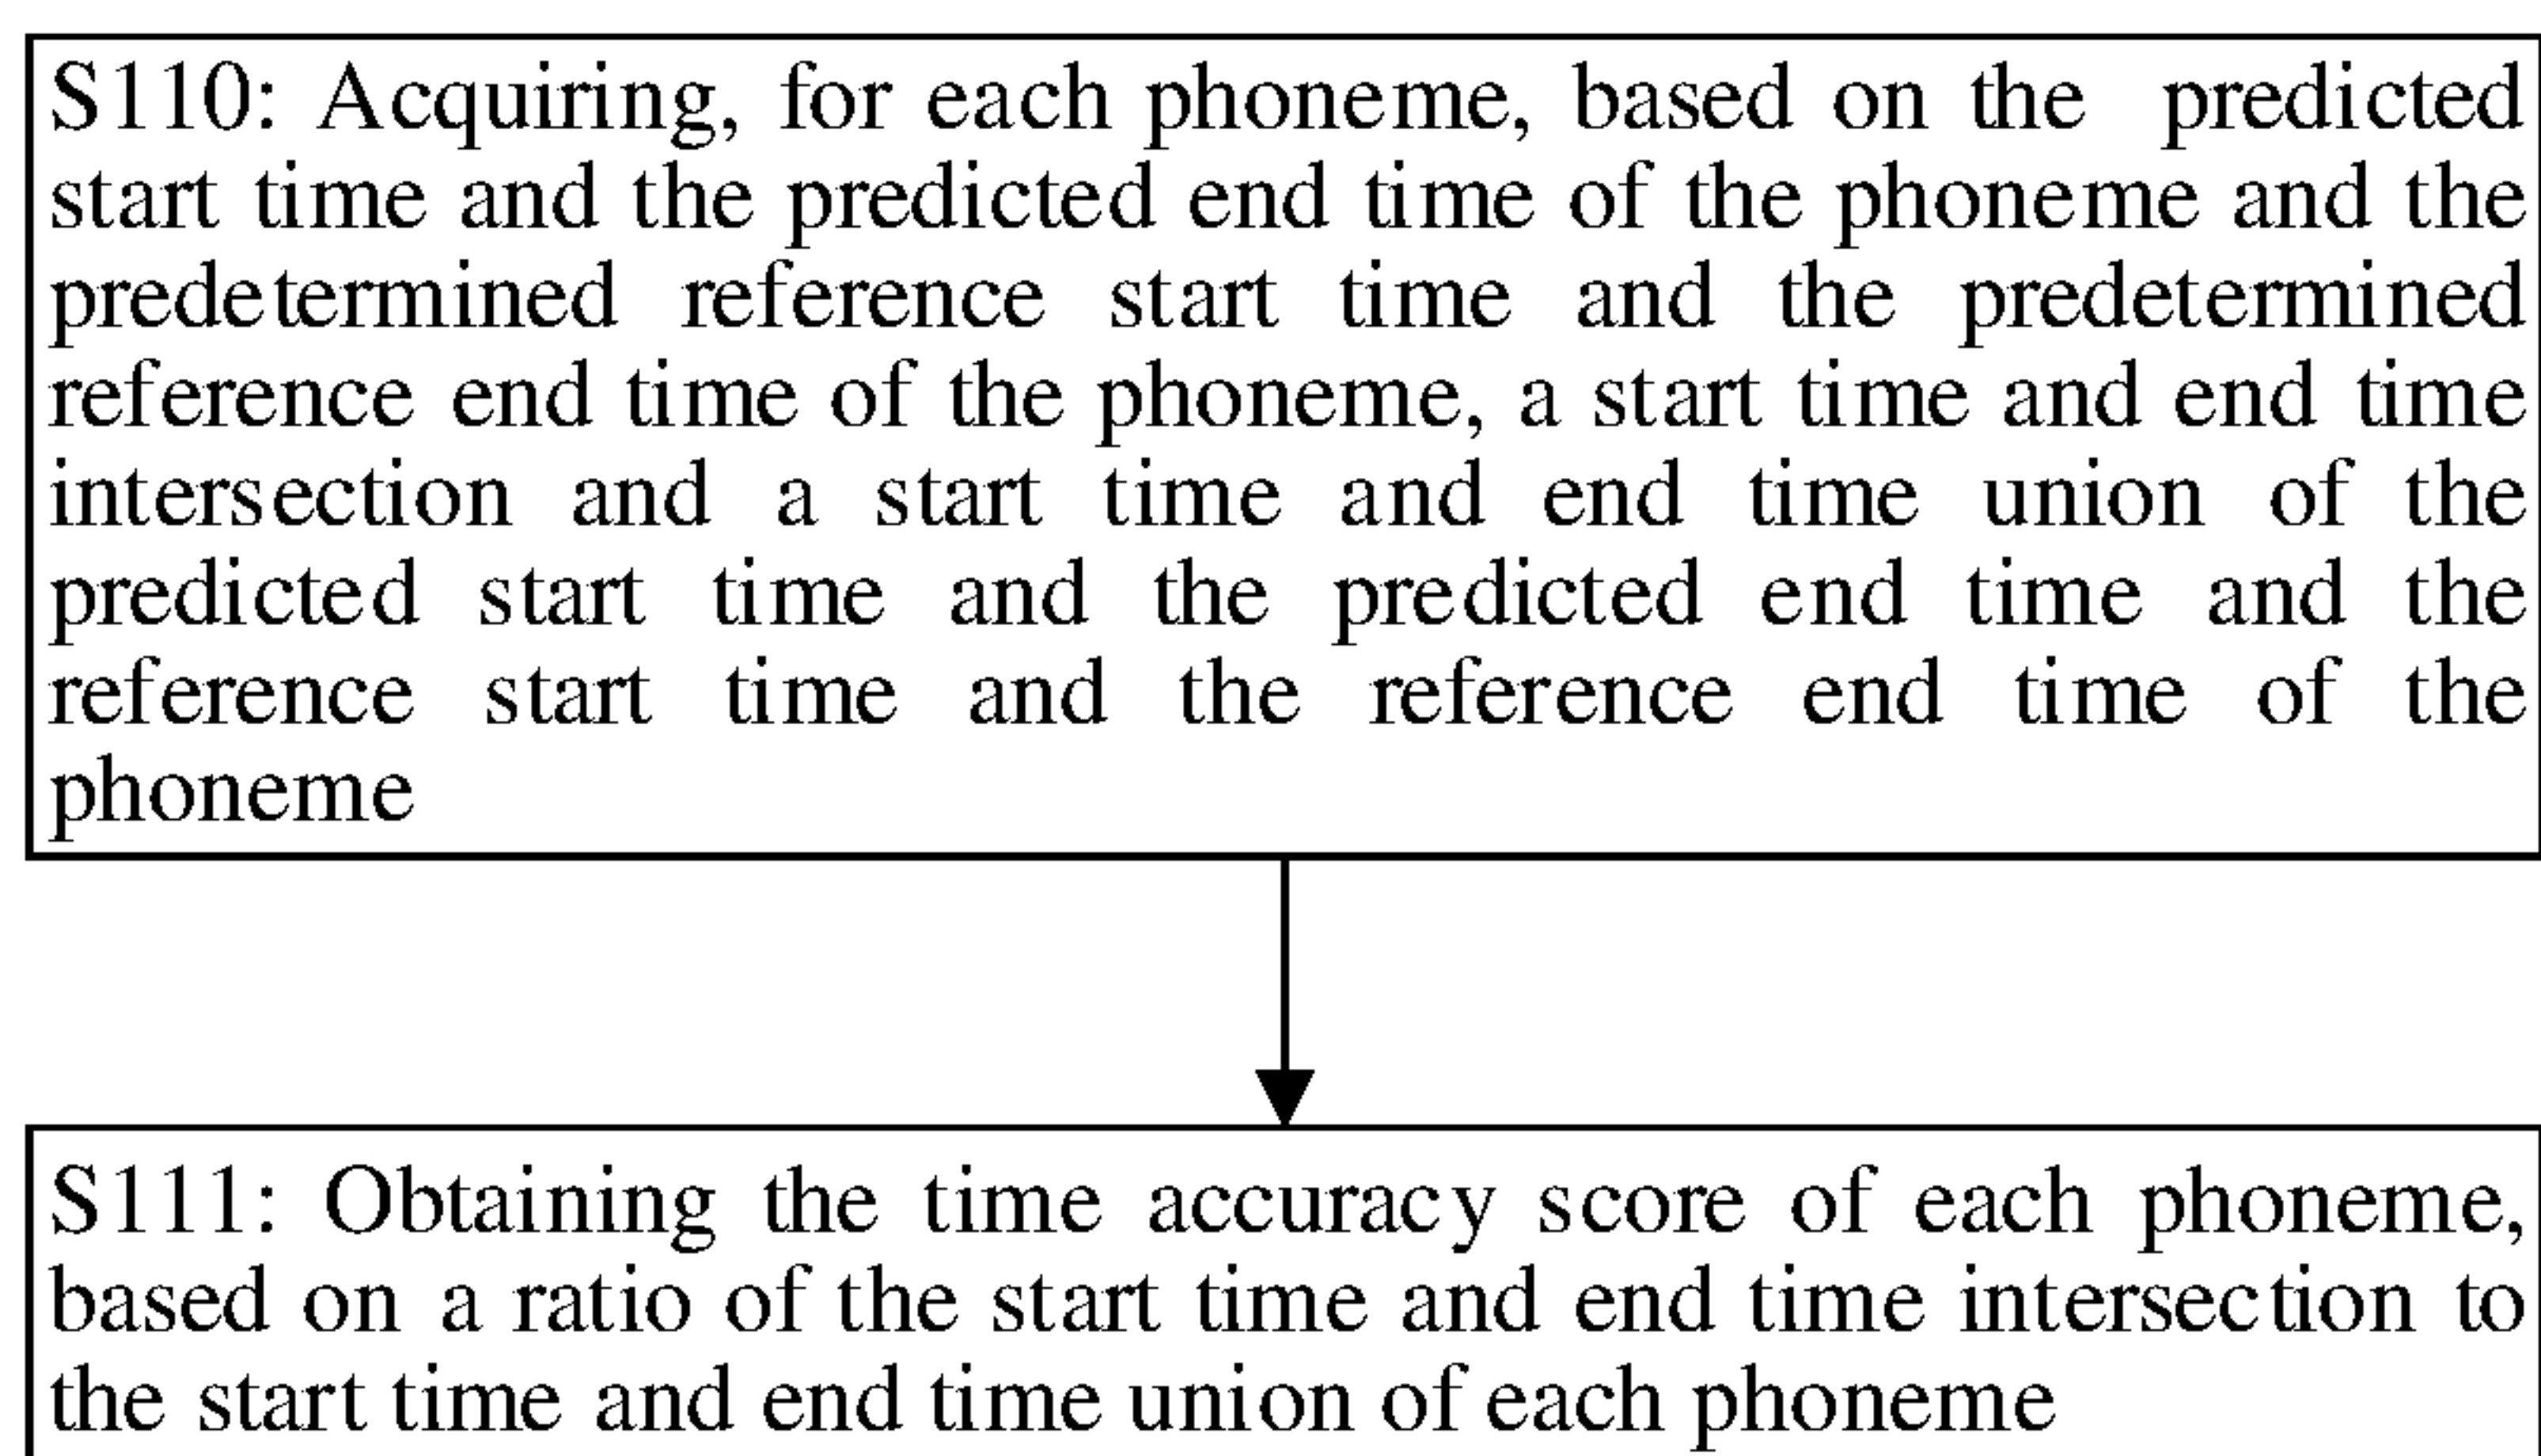 S110: Acquiring, for each phoneme, based on the predicted
start time and the predicted end time of the phoneme and the
predetermined reference start time and the predetermined
reference end time of the phoneme, a start time and end time
intersection and a start time and end time union of the
predicted start time and the predicted end time and the
reference start time and the reference end time of the
phoneme
S111: Obtaining the time accuracy score of each phoneme,
based on a ratio of the start time and end time intersection to
the start time and end time union of each phoneme